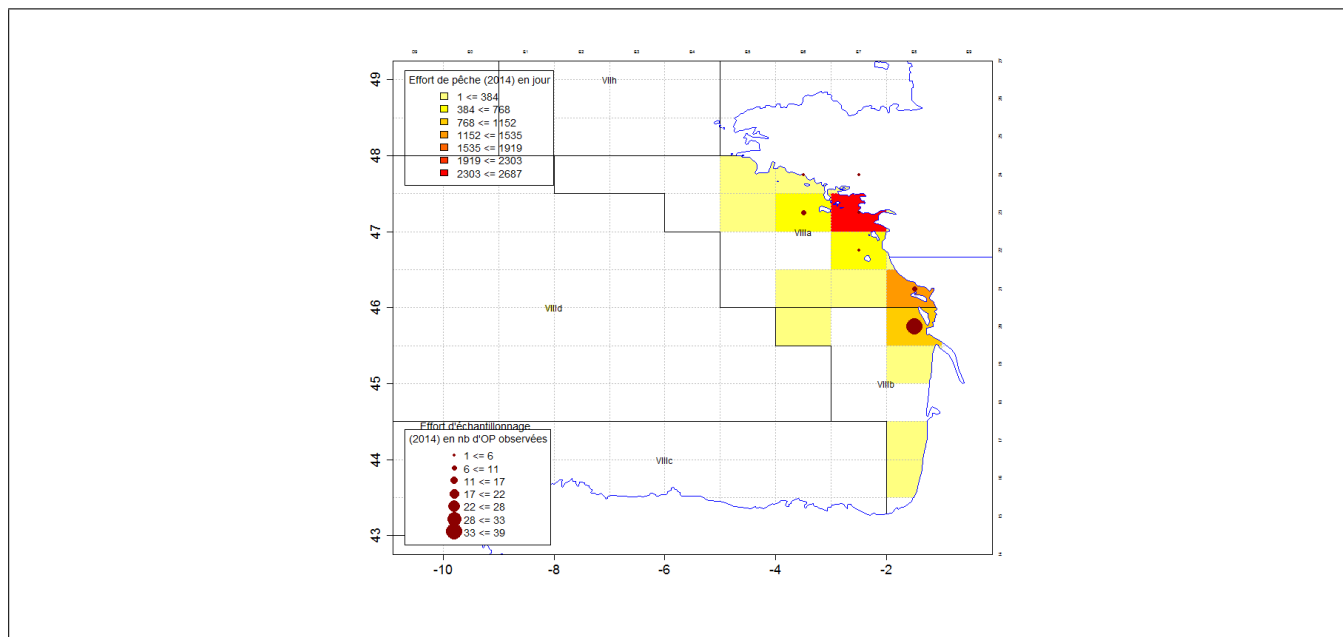 VIIh
Effort de pêche (2014) en jour
1 <= 384
384 <= 768
768 <= 1152
1152 <= 1535
1535 <= 1919
1919 <= 2303
2303 <= 2687
49
48
47
46
45
44
43
VIIIa
VIIId
VIIIb
VIIIc
Effort d'échantillonnage
(2014) en nb d'OP observées
1 <= 6
6 <= 11
11 <= 17
17 <= 22
22 <= 28
28 <= 33
33 <= 39
-10 -8 -6 -4 -2